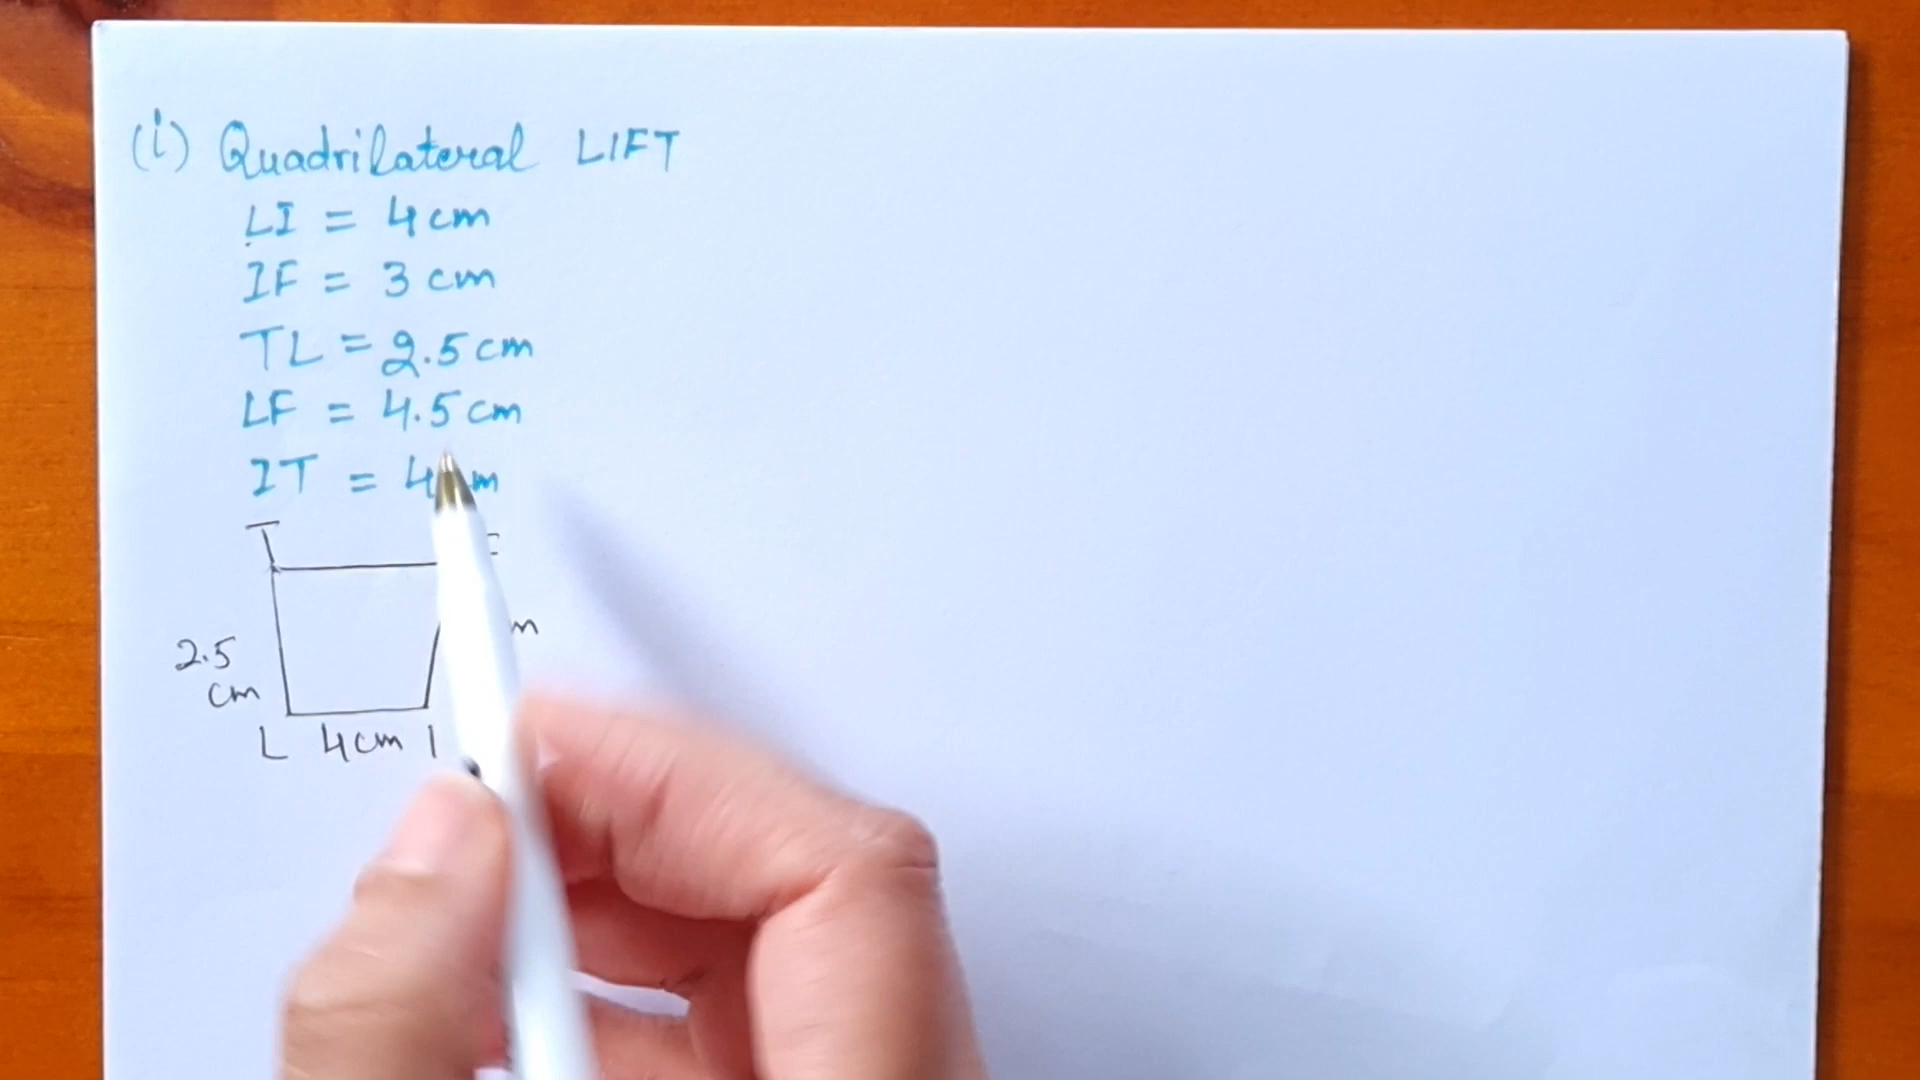 (i) Quadrilateral LIFT
LI = 4 cm
IF = 3 cm
TL = 2.5 cm
LF = 4.5 cm
IT = 4 m
T
2.5
cm
m
L 4cm I